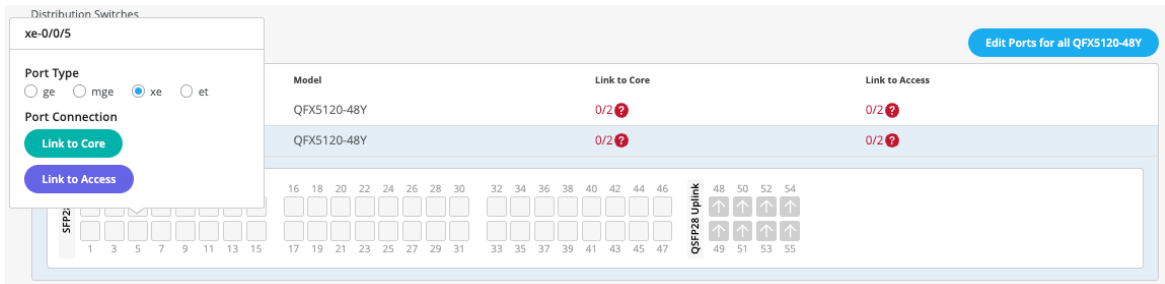 Distribution Switches
xe-0/0/5
Edit Ports for all QFX5120-48Y
Port Type
ge mge xe et
Port Connection
Link to Core
Link to Access
Model Link to Core Link to Access
QFX5120-48Y 0/2 ? 0/2 ?
QFX5120-48Y 0/2 ? 0/2 ?
16 18 20 22 24 26 28 30 32 34 36 38 40 42 44 46 48 50 52 54
QSFP28 Uplink
1 3 5 7 9 11 13 15 17 19 21 23 25 27 29 31 33 35 37 39 41 43 45 47 49 51 53 55